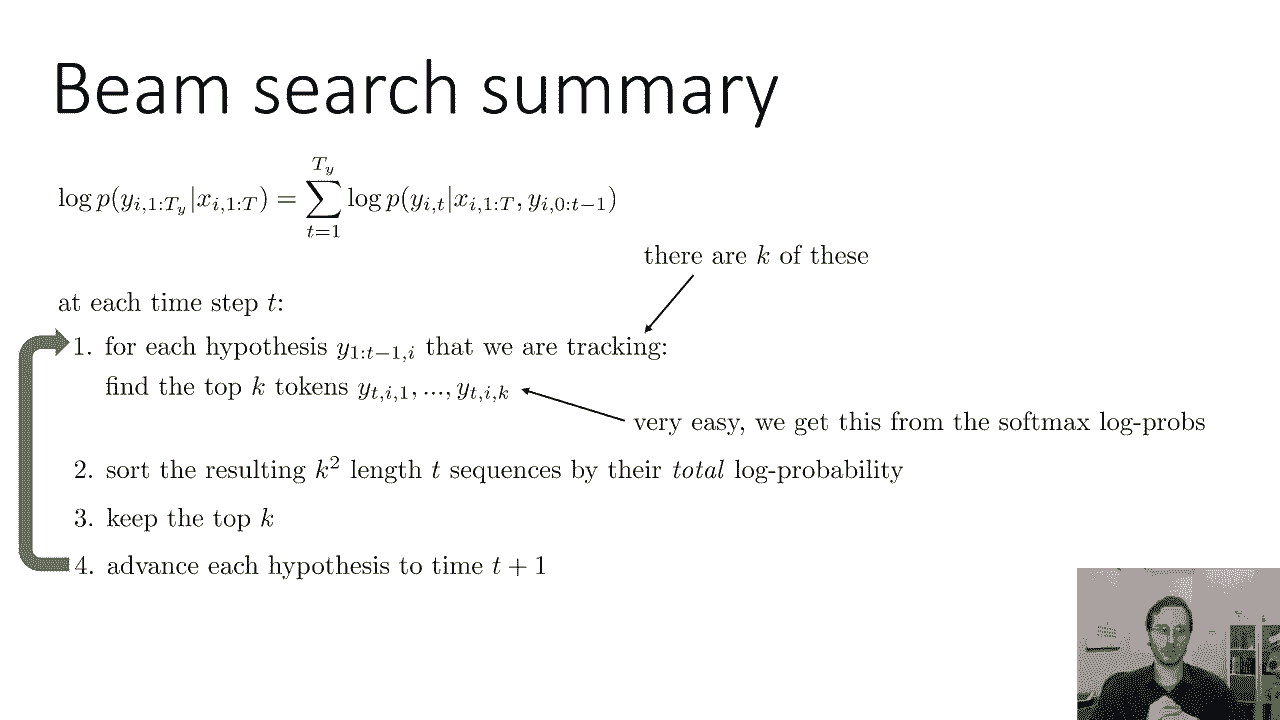 Beam search summary
log p(y_{i,1:T_y}|x_{i,1:T}) = \sum_{t=1}^{T_y} log p(y_{i,t}|x_{i,1:T}, y_{i,0:t−1})
there are k of these
at each time step t:
1. for each hypothesis y_{1:t−1,i} that we are tracking:
find the top k tokens y_{t,i,1}, ..., y_{t,i,k}
very easy, we get this from the softmax log-probs
2. sort the resulting k² length t sequences by their total log-probability
3. keep the top k
4. advance each hypothesis to time t + 1